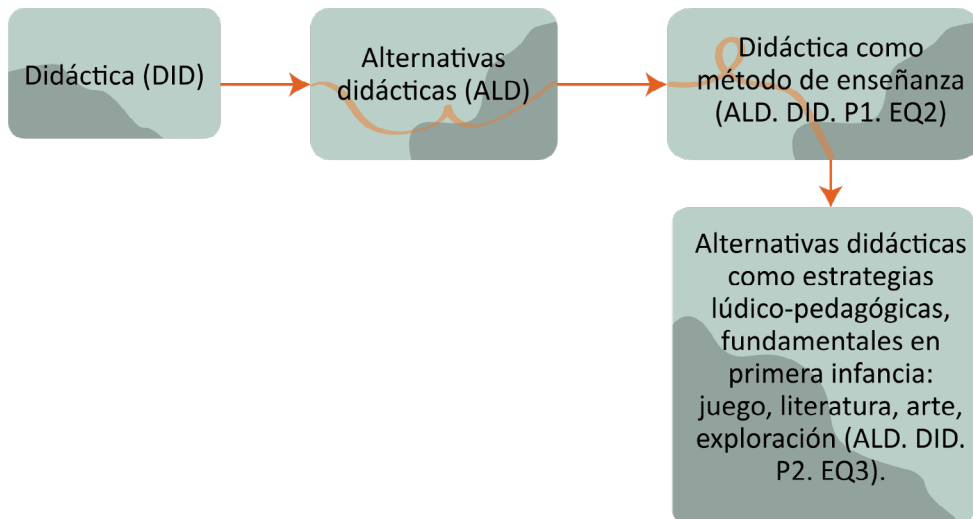 Didáctica (DID)
Alternativas
didácticas (ALD)
Didáctica como
método de enseñanza
(ALD. DID. P1. EQ2)
Alternativas didácticas
como estrategias
lúdico-pedagógicas,
fundamentales en
primera infancia:
juego, literatura, arte,
exploración (ALD. DID.
P2. EQ3).